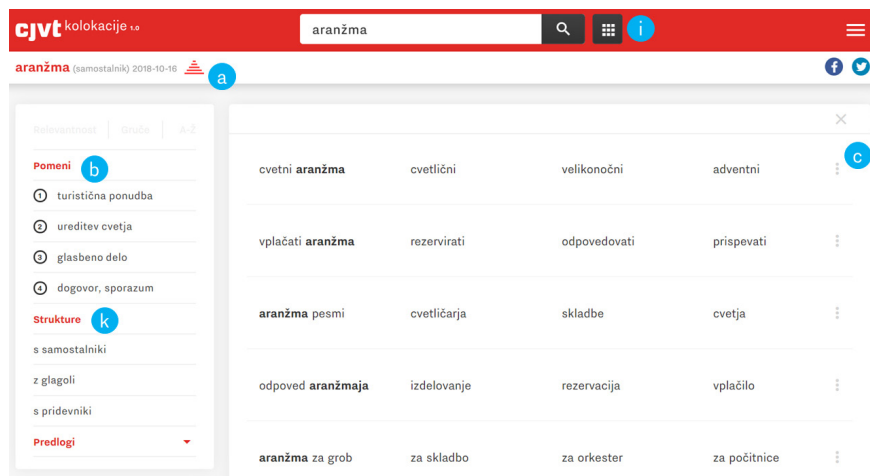 cjvt kolokacije 1.0 aranžma i
aranžma (samostalnik) 2018-10-16 a
Relevantnost Gruče A-Ž
Pomeni b
1 turistična ponudba
2 ureditev cvetja
3 glasbeno delo
4 dogovor, sporazum
Strukture k
s samostalniki
z glagoli
s pridevniki
Predlogi
cvetni aranžma cvetlični velikonočni adventni c
vplačati aranžma rezervirati odpovedovati prispevati
aranžma pesmi cvetličarja skladbe cvetja
odpoved aranžmaja izdelovanje rezervacija vplačilo
aranžma za grob za skladbo za orkester za počitnice